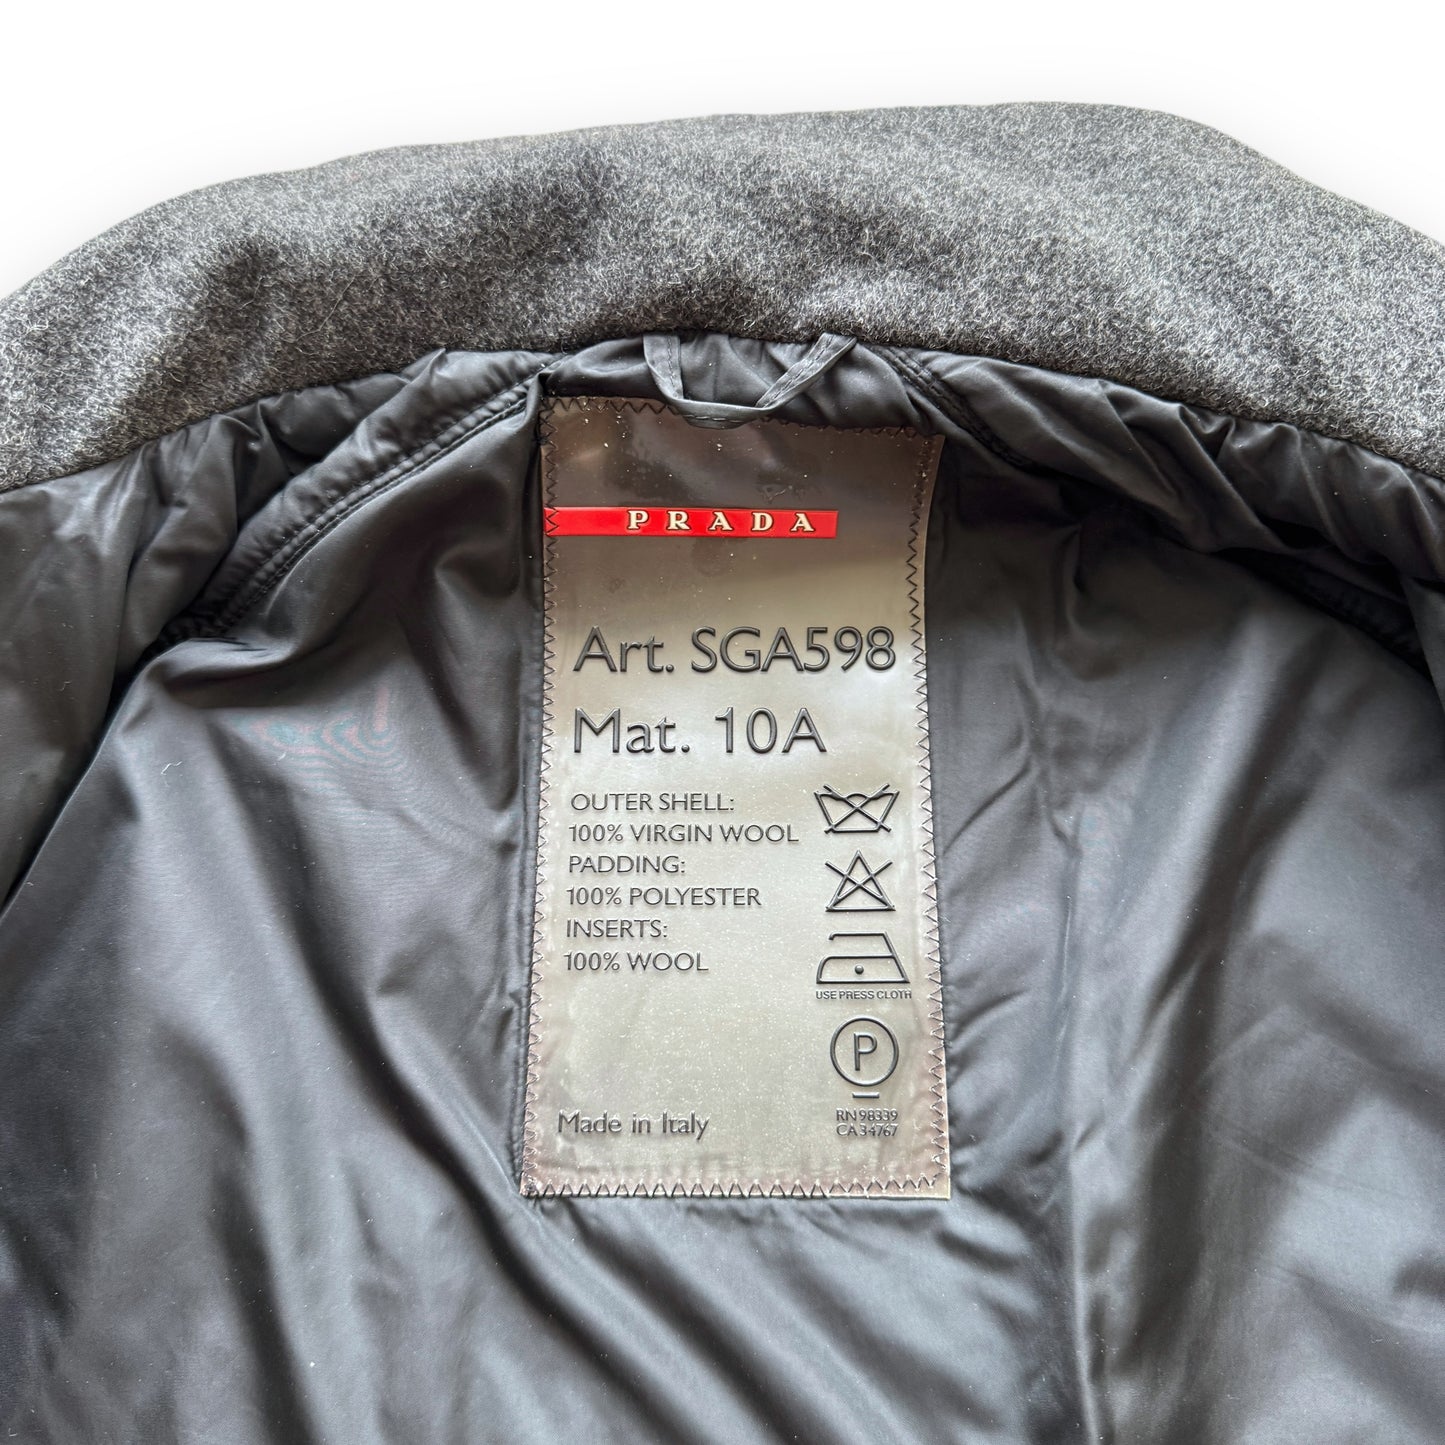 PRADA
Art. SGA598
Mat. 10A
OUTER SHELL:
100% VIRGIN WOOL
PADDING:
100% POLYESTER
INSERTS:
100% WOOL
USE PRESS CLOTH
P
Made in Italy
RN 98339
CA 34767